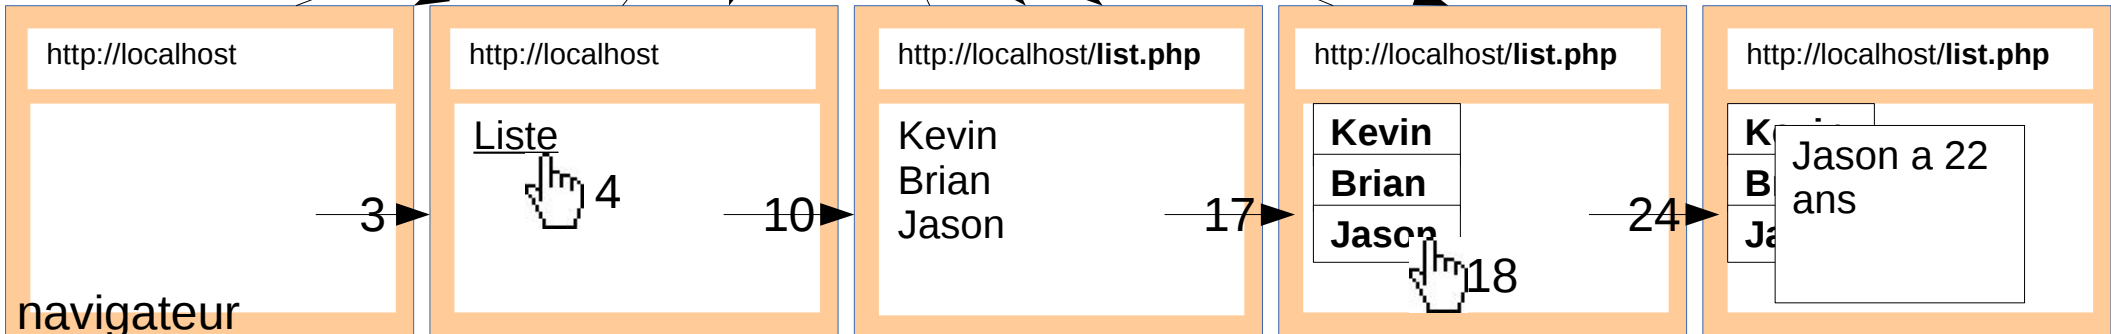 http://localhost
3
navigateur
http://localhost
Liste
4
10
http://localhost/list.php
Kevin
Brian
Jason
17
http://localhost/list.php
Kevin
Brian
Jason
18
24
http://localhost/list.php
Jason a 22
ans